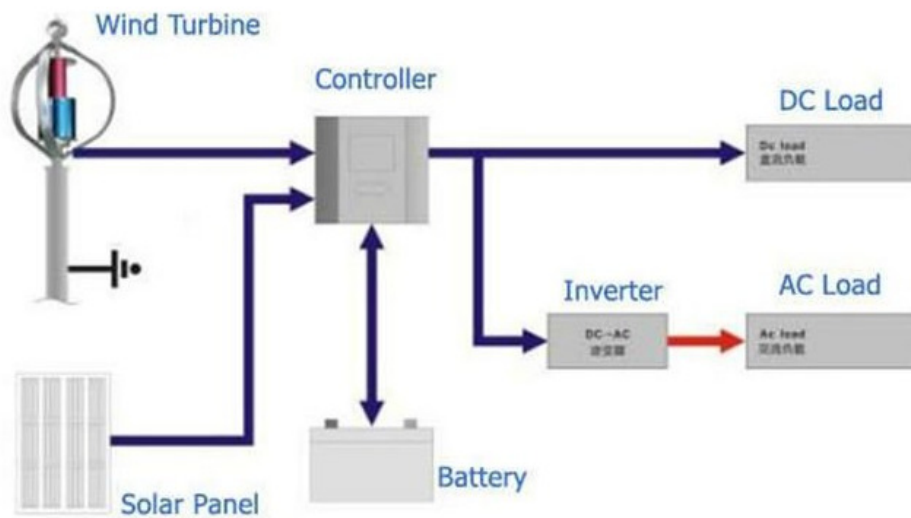 Wind Turbine
Controller
DC Load
Dc load
直流负载
Inverter
AC Load
DC-AC
逆变器
Ac load
交流负载
Battery
Solar Panel